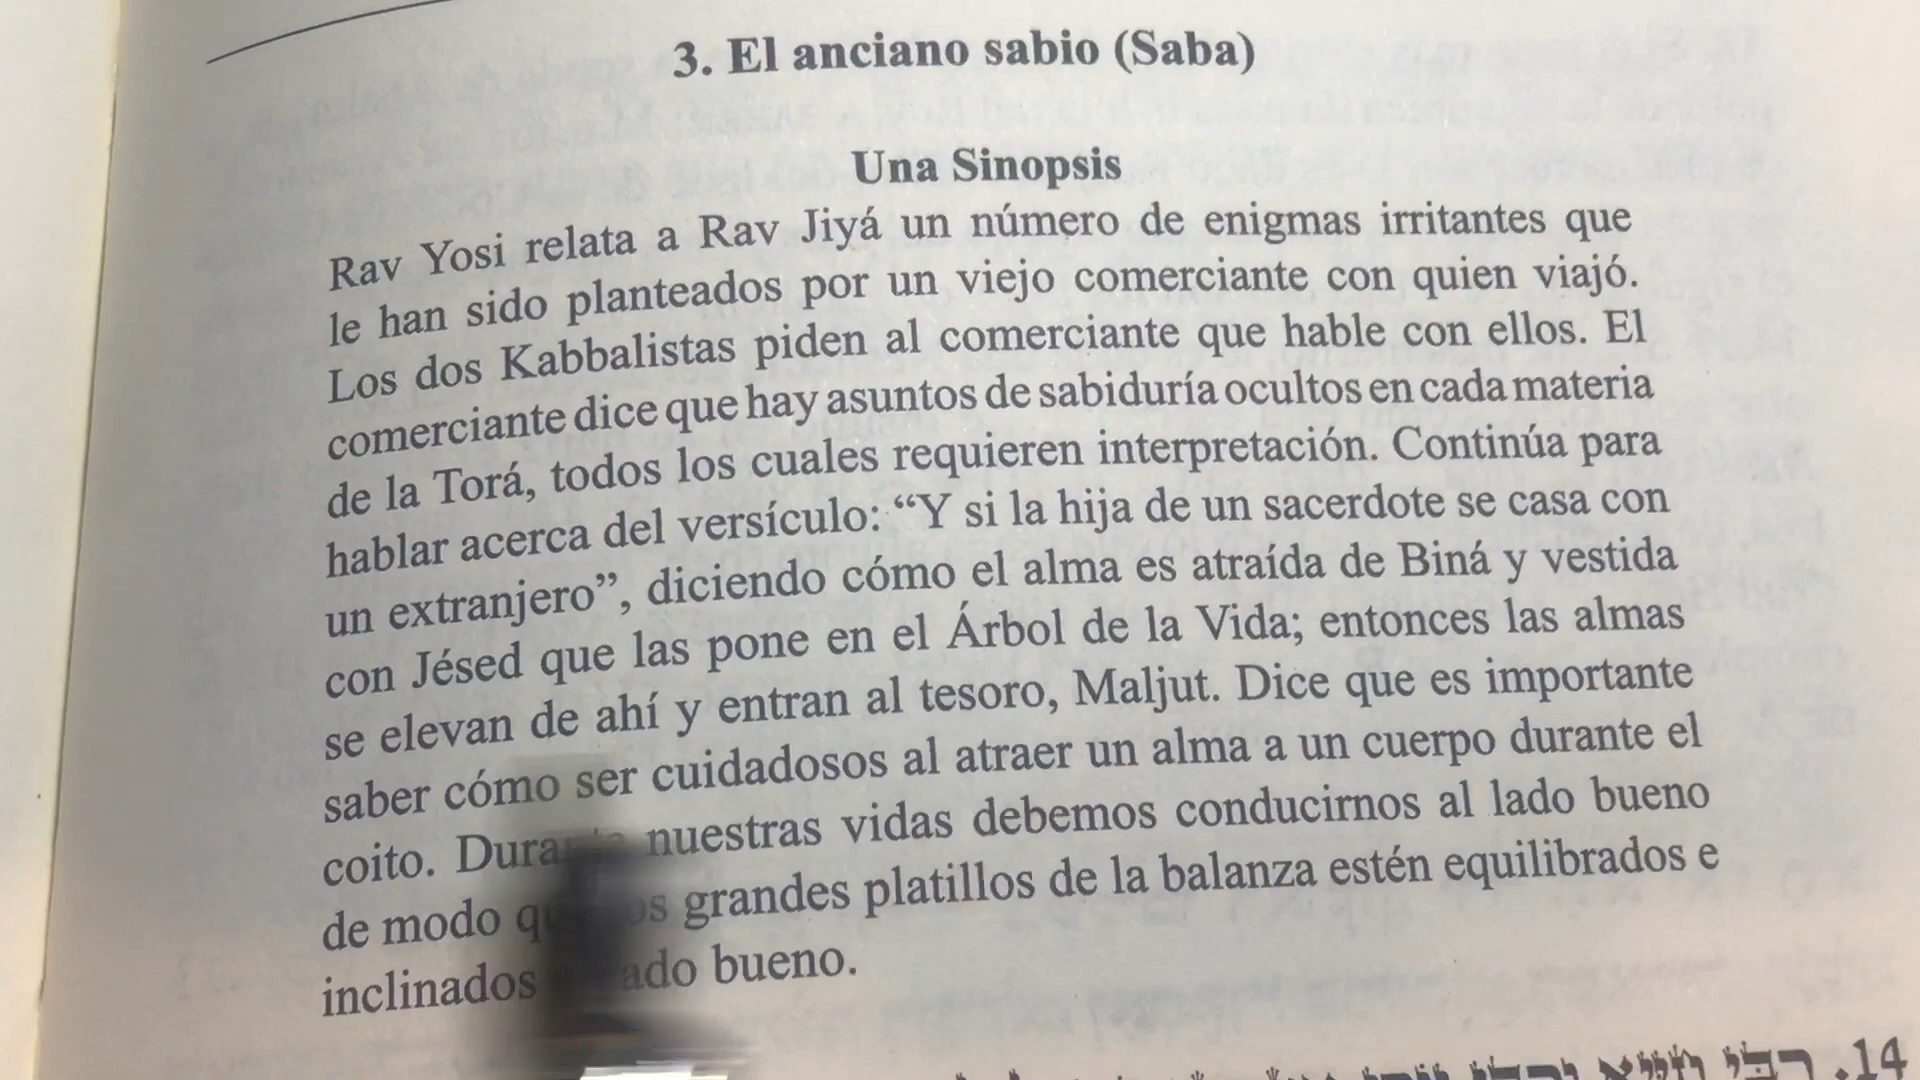 3. El anciano sabio (Saba)
Una Sinopsis
Rav Yosi relata a Rav Jiyá un número de enigmas irritantes que
le han sido planteados por un viejo comerciante con quien viajó.
Los dos Kabbalistas piden al comerciante que hable con ellos. El
comerciante dice que hay asuntos de sabiduría ocultos en cada materia
de la Torá, todos los cuales requieren interpretación. Continúa para
hablar acerca del versículo: “Y si la hija de un sacerdote se casa con
un extranjero”, diciendo cómo el alma es atraída de Biná y vestida
con Jésed que las pone en el Árbol de la Vida; entonces las almas
se elevan de ahí y entran al tesoro, Maljut. Dice que es importante
saber cómo ser cuidadosos al atraer un alma a un cuerpo durante el
coito. nuestras vidas debemos conducirnos al lado bueno
de modo grandes platillos de la balanza estén equilibrados e
inclinados bueno.
14.